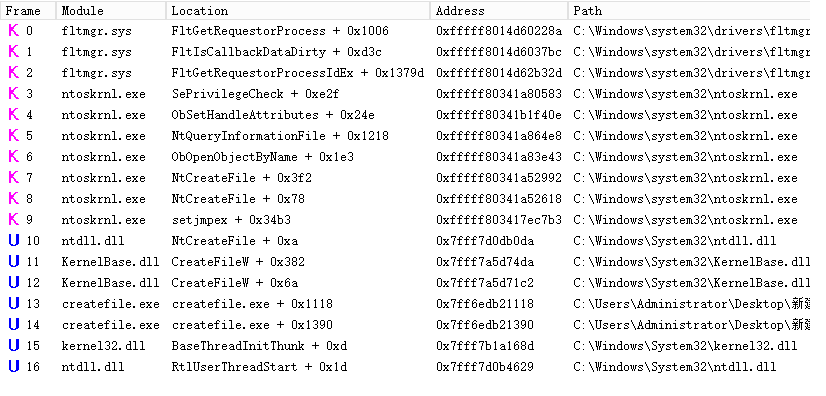 Frame Module Location Address Path
K 0 fltmgr.sys FltGetRequestorProcess + 0x1006 0xfffff8014d60228a C:\Windows\system32\drivers\fltmgr
K 1 fltmgr.sys FltIsCallbackDataDirty + 0xd3c 0xfffff8014d6037bc C:\Windows\system32\drivers\fltmgr
K 2 fltmgr.sys FltGetRequestorProcessIdEx + 0x1379d 0xfffff8014d62b32d C:\Windows\system32\drivers\fltmgr
K 3 ntoskrnl.exe SePrivilegeCheck + 0xe2f 0xfffff80341a80583 C:\Windows\system32\ntoskrnl.exe
K 4 ntoskrnl.exe ObSetHandleAttributes + 0x24e 0xfffff80341b1f40e C:\Windows\system32\ntoskrnl.exe
K 5 ntoskrnl.exe NtQueryInformationFile + 0x1218 0xfffff80341a864e8 C:\Windows\system32\ntoskrnl.exe
K 6 ntoskrnl.exe ObOpenObjectByName + 0x1e3 0xfffff80341a83e43 C:\Windows\system32\ntoskrnl.exe
K 7 ntoskrnl.exe NtCreateFile + 0x3f2 0xfffff80341a52992 C:\Windows\system32\ntoskrnl.exe
K 8 ntoskrnl.exe NtCreateFile + 0x78 0xfffff80341a52618 C:\Windows\system32\ntoskrnl.exe
K 9 ntoskrnl.exe setjmpex + 0x34b3 0xfffff803417ec7b3 C:\Windows\system32\ntoskrnl.exe
U 10 ntdll.dll NtCreateFile + 0xa 0x7fff7d0db0da C:\Windows\System32\ntdll.dll
U 11 KernelBase.dll CreateFileW + 0x382 0x7fff7a5d74da C:\Windows\System32\KernelBase.dll
U 12 KernelBase.dll CreateFileW + 0x6a 0x7fff7a5d71c2 C:\Windows\System32\KernelBase.dll
U 13 createfile.exe createfile.exe + 0x1118 0x7ff6edb21118 C:\Users\Administrator\Desktop\新建
U 14 createfile.exe createfile.exe + 0x1390 0x7ff6edb21390 C:\Users\Administrator\Desktop\新建
U 15 kernel32.dll BaseThreadInitThunk + 0xd 0x7fff7b1a168d C:\Windows\System32\kernel32.dll
U 16 ntdll.dll RtlUserThreadStart + 0x1d 0x7fff7d0b4629 C:\Windows\System32\ntdll.dll